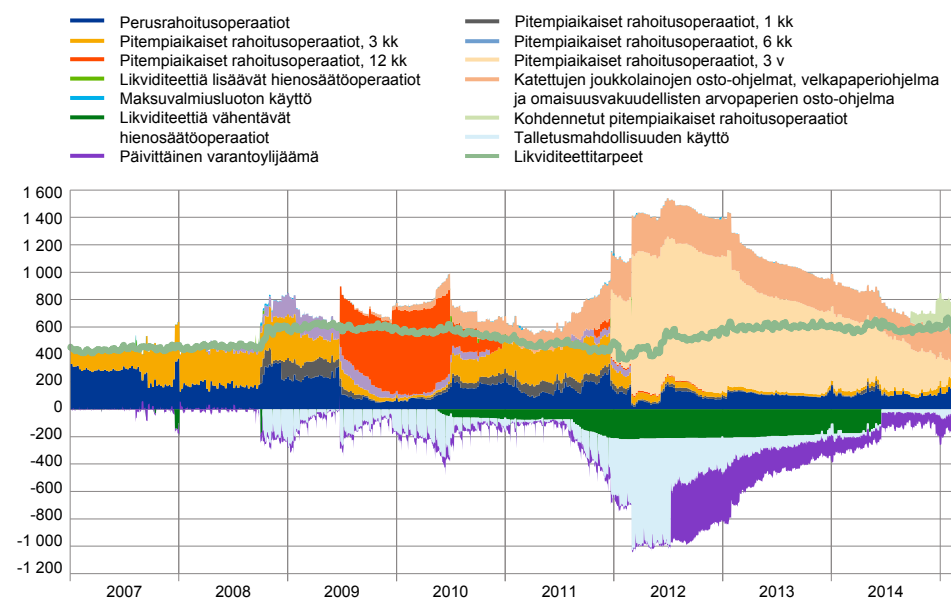 Perusrahoitusoperaatiot
Pitempiaikaiset rahoitusoperaatiot, 3 kk
Pitempiaikaiset rahoitusoperaatiot, 12 kk
Likviditeettiä lisäävät hienosäätöoperaatiot
Maksuvalmiusluoton käyttö
Likviditeettiä vähentävät
hienosäätöoperaatiot
Päivittäinen varantoylijäämä
Pitempiaikaiset rahoitusoperaatiot, 1 kk
Pitempiaikaiset rahoitusoperaatiot, 6 kk
Pitempiaikaiset rahoitusoperaatiot, 3 v
Katettujen joukkolainojen osto-ohjelmat, velkapaperiohjelma
ja omaisuusvakuudellisten arvopaperien osto-ohjelma
Kohdennetut pitempiaikaiset rahoitusoperaatiot
Talletusmahdollisuuden käyttö
Likviditeettitarpeet
1 600
1 400
1 200
1 000
800
600
400
200
0
-200
-400
-600
-800
-1 000
-1 200
2007 2008 2009 2010 2011 2012 2013 2014